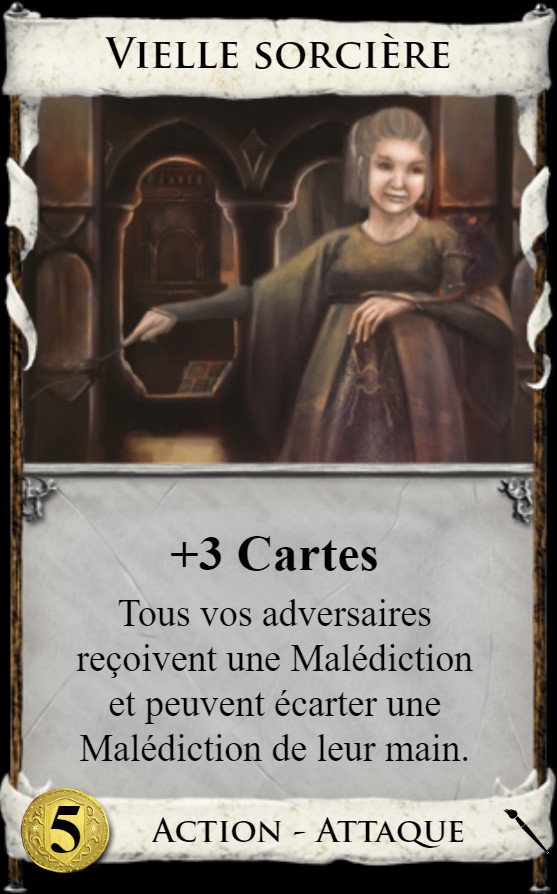 VIELLE SORCIÈRE
+3 Cartes
Tous vos adversaires
reçoivent une Malédiction
et peuvent écarter une
Malédiction de leur main.
5 ACTION - ATTAQUE